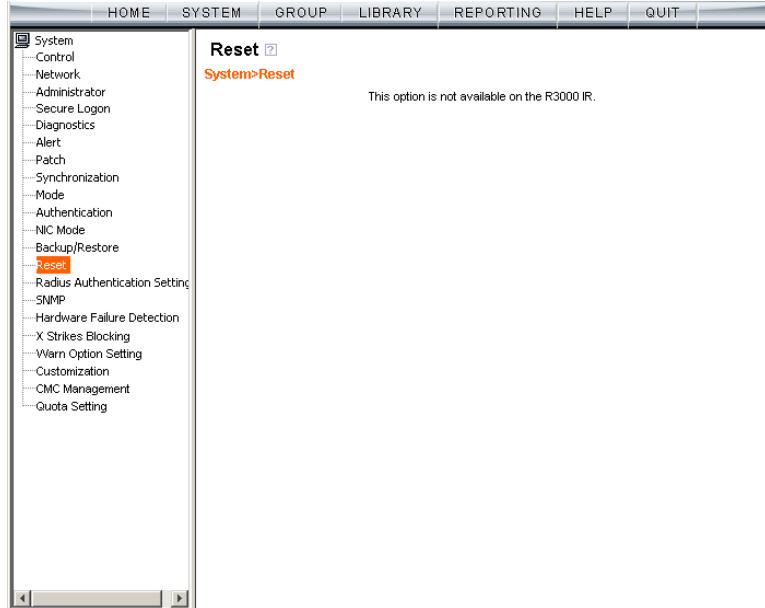 HOME SYSTEM GROUP LIBRARY REPORTING HELP QUIT
System
Control
Network
Administrator
Secure Logon
Diagnostics
Alert
Patch
Synchronization
Mode
Authentication
NIC Mode
Backup/Restore
Reset
Radius Authentication Setting
SNMP
Hardware Failure Detection
X Strikes Blocking
Warn Option Setting
Customization
CMC Management
Quota Setting
Reset ?
System>Reset
This option is not available on the R3000 IR.